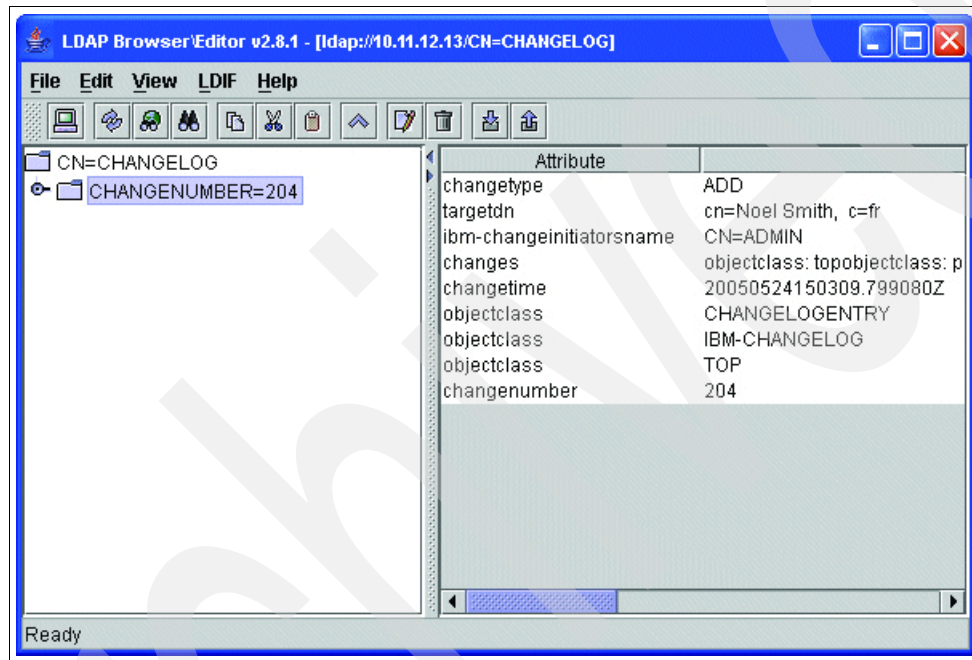 LDAP Browser\Editor v2.8.1 - [ldap://10.11.12.13/CN=CHANGELOG]
File Edit View LDIF Help
CN=CHANGELOG
CHANGENUMBER=204
Attribute
changetype ADD
targetdn cn=Noel Smith, c=fr
ibm-changeinitiatorsname CN=ADMIN
changes objectclass: topobjectclass: p
changetime 20050524150309.799080Z
objectclass CHANGELOGENTRY
objectclass IBM-CHANGELOG
objectclass TOP
changenumber 204
Ready